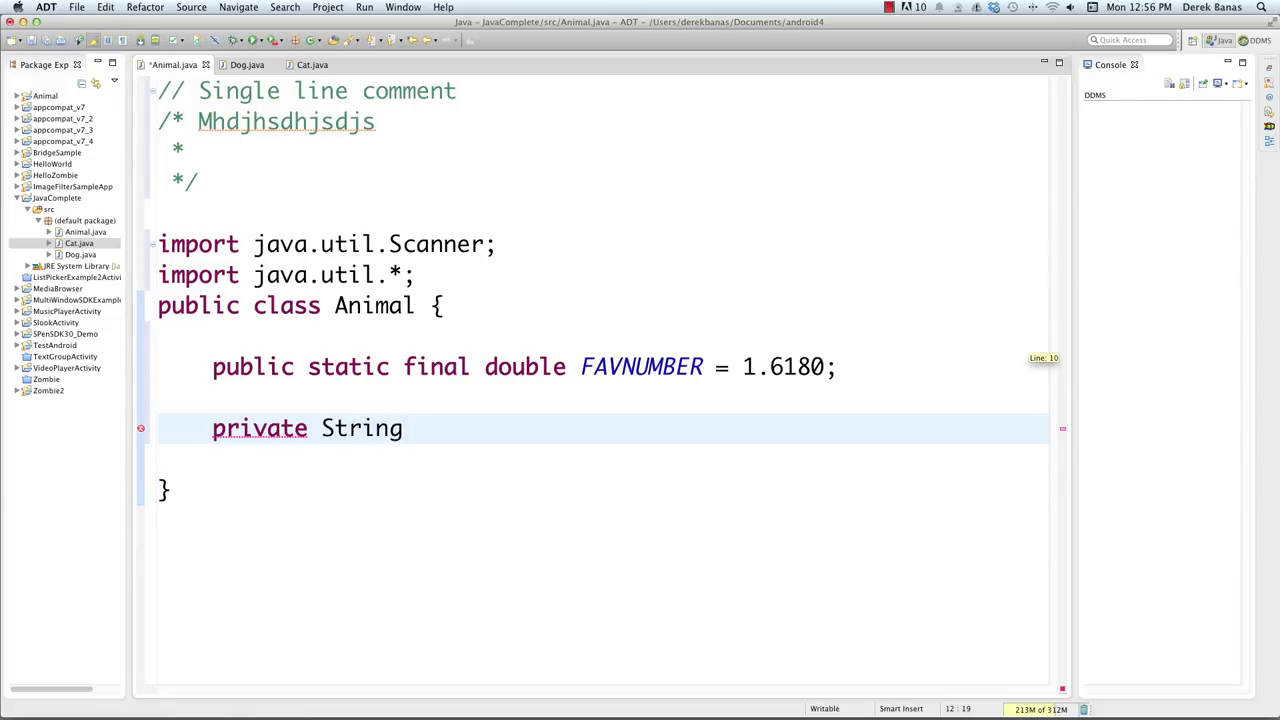 ADT File Edit Refactor Source Navigate Search Project Run Window Help 10 Mon 12:56 PM Derek Banas
Java – JavaComplete/src/Animal.java – ADT – /Users/derekbanas/Documents/android4
Quick Access Java DDMS
Package Exp
*Animal.java Dog.java Cat.java
Console
DDMS
Animal
appcompat_v7
appcompat_v7_2
appcompat_v7_3
appcompat_v7_4
BridgeSample
HelloWorld
HelloZombie
ImageFilterSampleApp
JavaComplete
src
(default package)
Animal.java
Cat.java
Dog.java
JRE System Library [Ja
ListPickerExample2Activi
MediaBrowser
MultiWindowSDKExample
MusicPlayerActivity
SlookActivity
SPenSDK30_Demo
TestAndroid
TextGroupActivity
VideoPlayerActivity
Zombie
Zombie2
// Single line comment
/* Mhdjhsdhjsdjs
*
*/
import java.util.Scanner;
import java.util.*;
public class Animal {
public static final double FAVNUMBER = 1.6180;
Line: 10
private String
}
Writable Smart Insert 12 : 19 213M of 312M